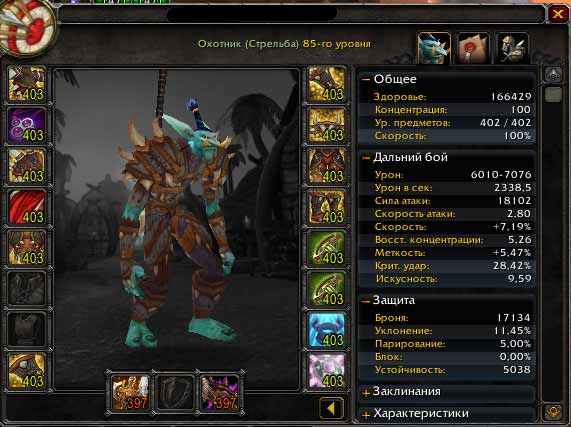 Охотник (Стрельба) 85-го уровня
Общее
Здоровье: 166429
Концентрация: 100
Ур. предметов: 402 / 402
Скорость: 100%
Дальний бой
Урон: 6010-7076
Урон в сек: 2338,5
Сила атаки: 18102
Скорость атаки: 2,80
Скорость: +7,19%
Восст. концентрации: 5,26
Меткость: +5,47%
Крит. удар: 28,42%
Искусность: 9,59
Защита
Броня: 17134
Уклонение: 11,45%
Парирование: 5,00%
Блок: 0,00%
Устойчивость: 5038
Заклинания
Характеристики
403
403
403
403
403
403
403
403
403
403
403
403
403
403
397
397